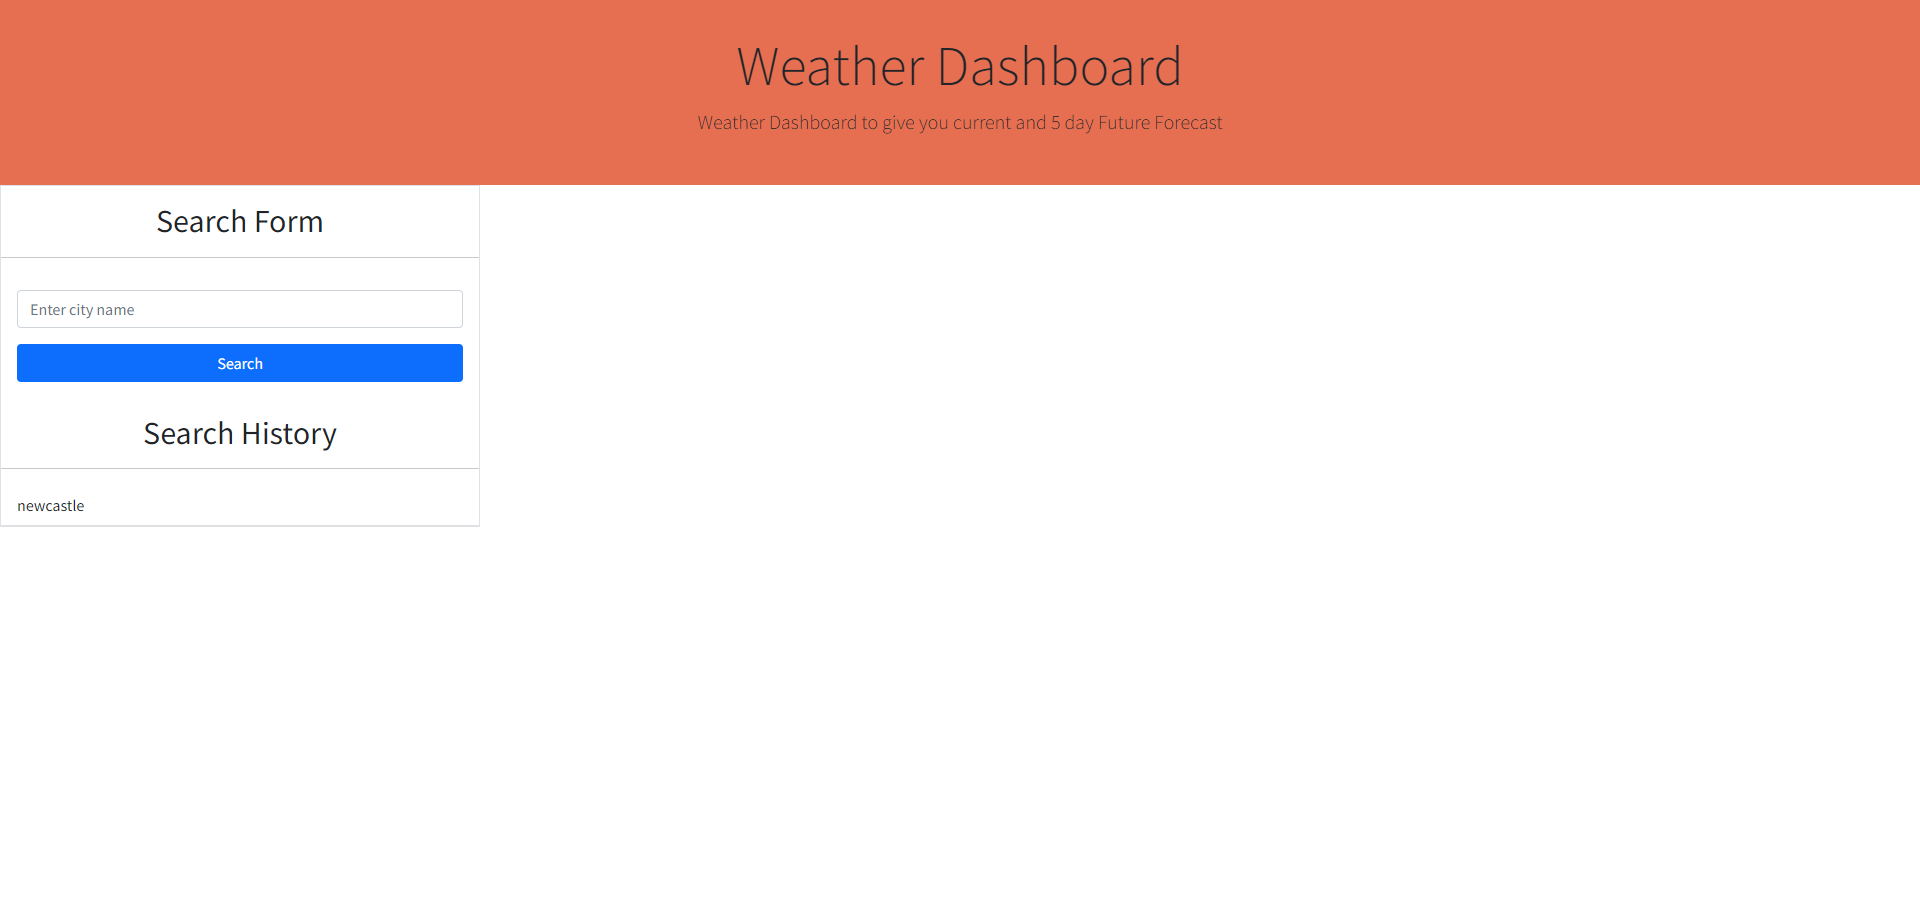 Weather Dashboard
Weather Dashboard to give you current and 5 day Future Forecast
Search Form
Enter city name
Search
Search History
newcastle